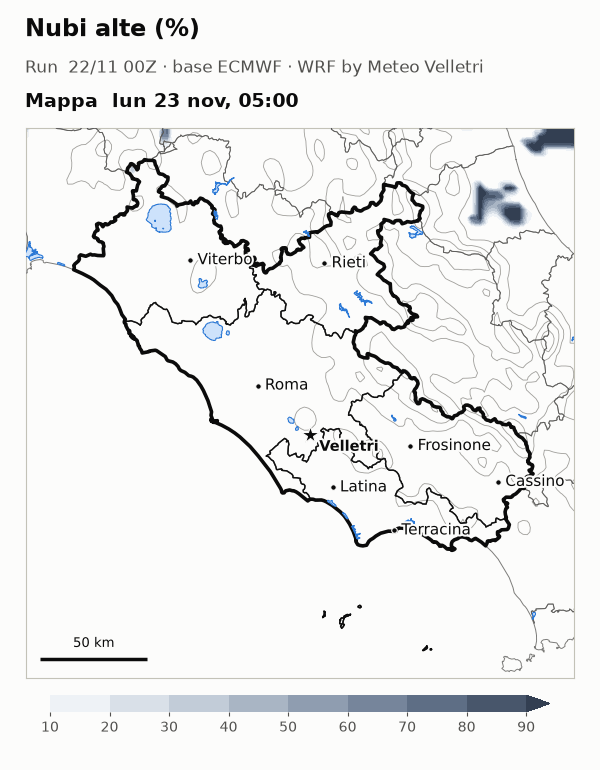 Nubi alte (%)
Run  22/11 00Z · base ECMWF · WRF by Meteo Velletri
Mappa  lun 23 nov, 05:00
Viterbo
Rieti
Roma
Velletri
Frosinone
Latina
Cassino
Terracina
50 km
10 20 30 40 50 60 70 80 90